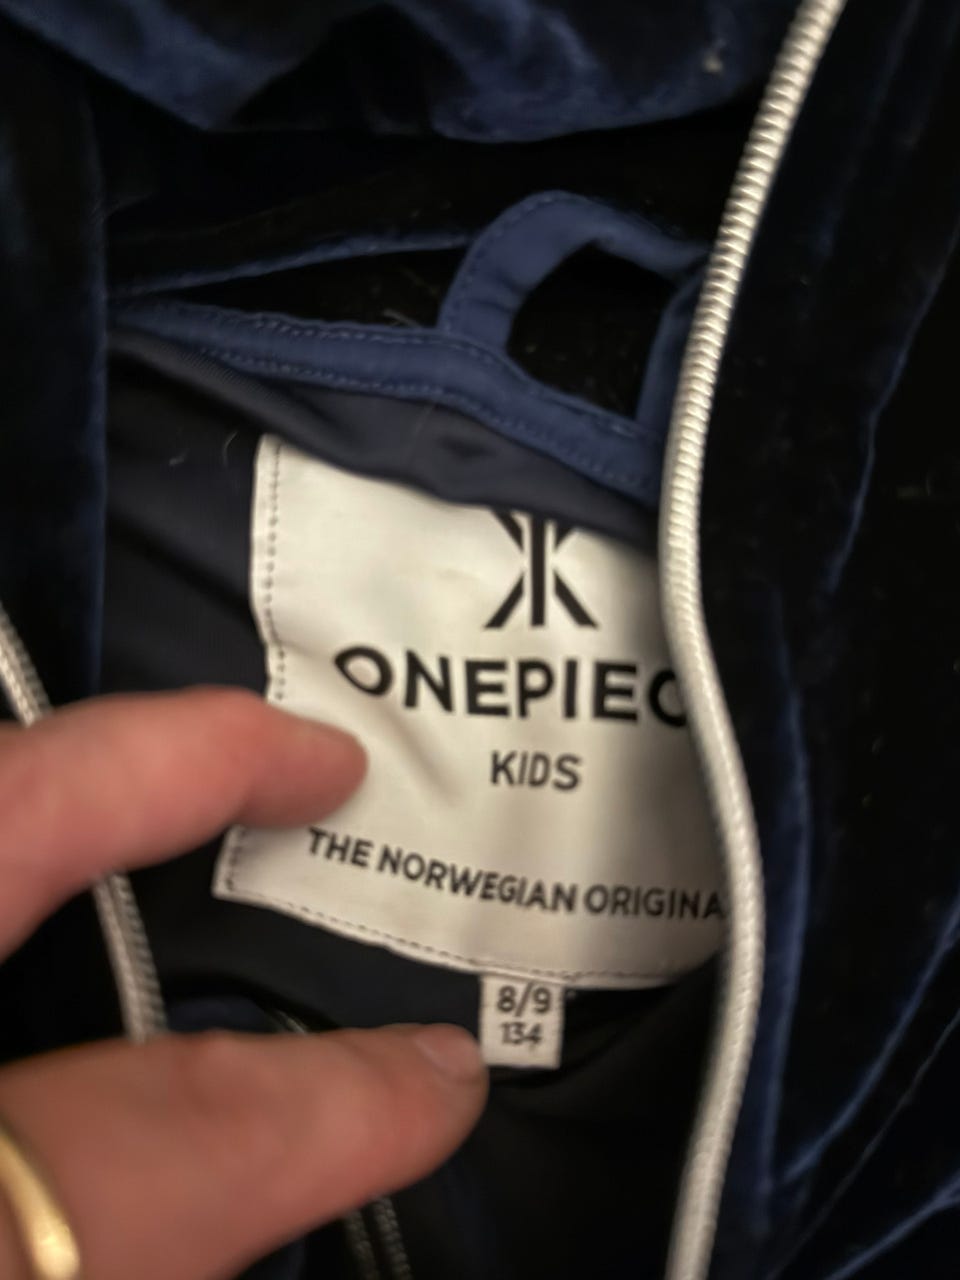 ONEPIEC
KIDS
THE NORWEGIAN ORIGINA
8/9
134